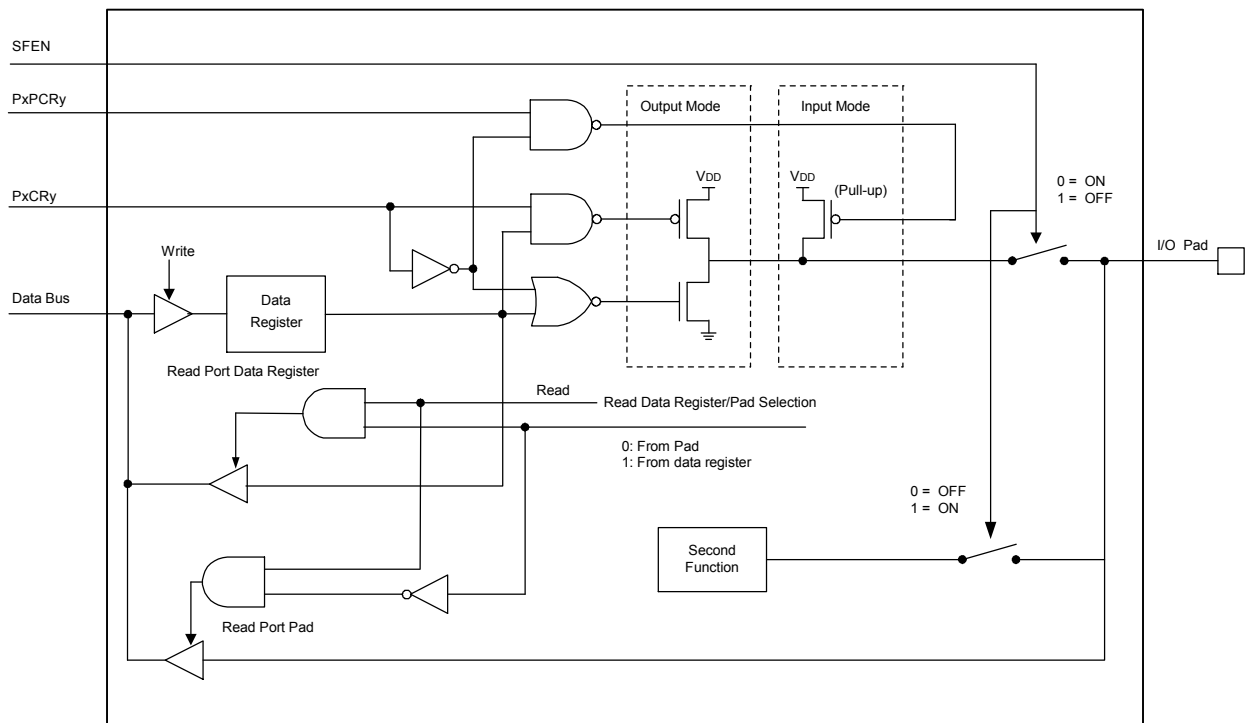 SFEN
PxPCRy
Output Mode
Input Mode
VDD
VDD
(Pull-up)
0 = ON
1 = OFF
PxCRy
I/O Pad
Write
Data Bus
Data
Register
Read Port Data Register
Read
Read Data Register/Pad Selection
0: From Pad
1: From data register
0 = OFF
1 = ON
Second
Function
Read Port Pad